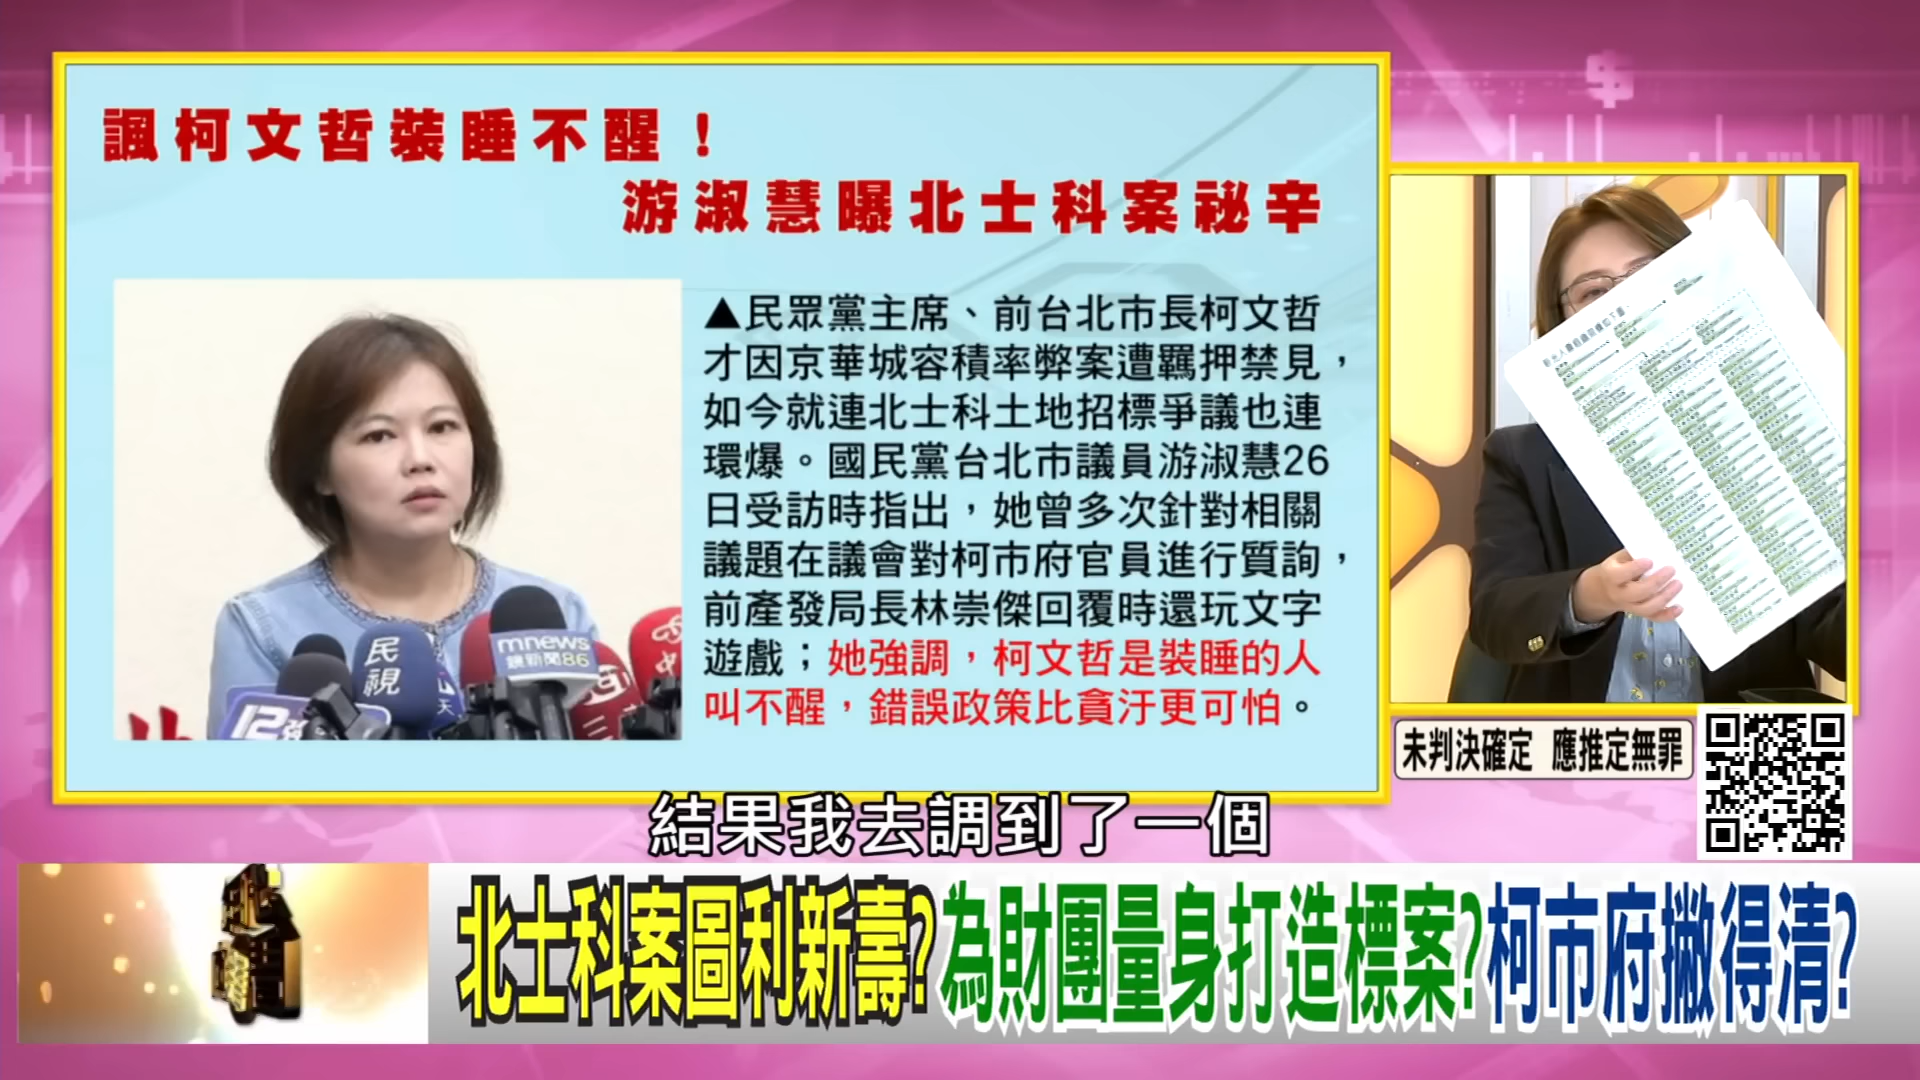 諷柯文哲裝睡不醒！
游淑慧曝北士科案祕辛
▲民眾黨主席、前台北市長柯文哲
才因京華城容積率弊案遭羈押禁見，
如今就連北士科土地招標爭議也連
環爆。國民黨台北市議員游淑慧26
日受訪時指出，她曾多次針對相關
議題在議會對柯市府官員進行質詢，
前產發局長林崇傑回覆時還玩文字
遊戲；她強調，柯文哲是裝睡的人
叫不醒，錯誤政策比貪汙更可怕。
民視
mnews
鏡新聞86
12
天
三
中
未判決確定 應推定無罪
結果我去調到了一個
北士科案圖利新壽?為財團量身打造標案?柯市府撇得清?